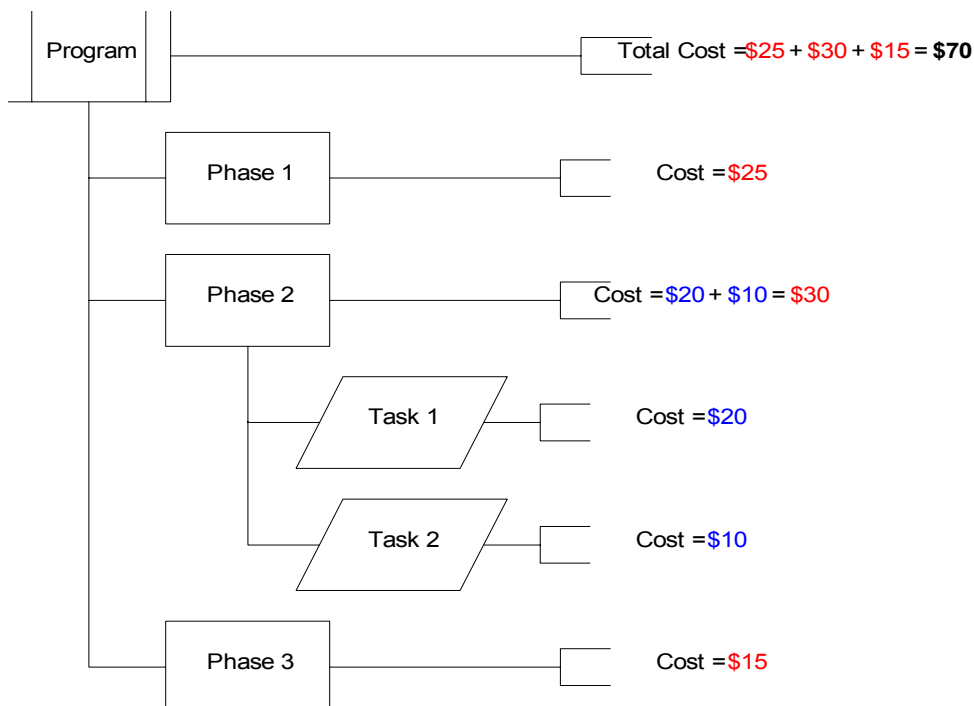 Program
Total Cost =$25 + $30 + $15 = $70
Phase 1
Cost =$25
Phase 2
Cost =$20 + $10 = $30
Task 1
Cost =$20
Task 2
Cost =$10
Phase 3
Cost =$15